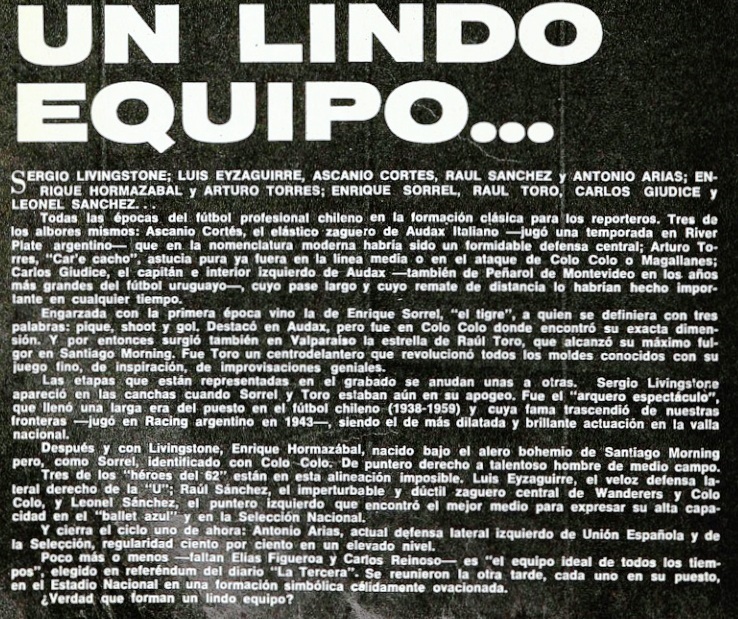 UN LINDO
EQUIPO...
SERGIO LIVINGSTONE; LUIS EYZAGUIRRE, ASCANIO CORTES, RAUL SANCHEZ y ANTONIO ARIAS; EN-
RIQUE HORMAZABAL y ARTURO TORRES; ENRIQUE SORREL, RAUL TORO, CARLOS GIUDICE y
LEONEL SANCHEZ...
Todas las épocas del fútbol profesional chileno en la formación clásica para los reporteros. Tres de
los albores mismos: Ascanio Cortés, el elástico zaguero de Audax Italiano —jugó una temporada en River
Plate argentino— que en la nomenclatura moderna habría sido un formidable defensa central; Arturo To-
rres, "Car'e cacho", astucia pura ya fuera en la línea media o en el ataque de Colo Colo o Magallanes;
Carlos Giudice, el capitán e interior izquierdo de Audax —también de Peñarol de Montevideo en los años
más grandes del fútbol uruguayo—, cuyo pase largo y cuyo remate de distancia lo habrían hecho impor-
tante en cualquier tiempo.
Engarzada con la primera época vino la de Enrique Sorrel, "el tigre", a quien se definiera con tres
palabras: pique, shoot y gol. Destacó en Audax, pero fue en Colo Colo donde encontró su exacta dimen-
sión. Y por entonces surgió también en Valparaíso la estrella de Raúl Toro, que alcanzó su máximo ful-
gor en Santiago Morning. Fue Toro un centrodelantero que revolucionó todos los moldes conocidos con su
juego fino, de inspiración, de improvisaciones geniales.
Las etapas que están representadas en el grabado se anudan unas a otras. Sergio Livingstone
apareció en las canchas cuando Sorrel y Toro estaban aún en su apogeo. Fue el "arquero espectáculo",
que llenó una larga era del puesto en el fútbol chileno (1938-1959) y cuya fama trascendió de nuestras
fronteras —jugó en Racing argentino en 1943—, siendo el de más dilatada y brillante actuación en la valla
nacional.
Después y con Livingstone, Enrique Hormazábal, nacido bajo el alero bohemio de Santiago Morning
pero, como Sorrel, identificado con Colo Colo. De puntero derecho a talentoso hombre de medio campo.
Tres de los "héroes del 62" están en esta alineación imposible. Luis Eyzaguirre, el veloz defensa la-
teral derecho de la "U"; Raúl Sánchez, el imperturbable y dúctil zaguero central de Wanderers y Colo
Colo, y Leonel Sánchez, el puntero izquierdo que encontró el mejor medio para expresar su alta capa-
cidad en el "ballet azul" y en la Selección Nacional.
Y cierra el ciclo uno de ahora: Antonio Arias, actual defensa lateral izquierdo de Unión Española y de
la Selección, regularidad ciento por ciento en un elevado nivel.
Poco más o menos —faltan Elías Figueroa y Carlos Reinoso— es "el equipo ideal de todos los tiem-
pos", elegido en referéndum del diario "La Tercera". Se reunieron la otra tarde, cada uno en su puesto,
en el Estadio Nacional en una formación simbólica cálidamente ovacionada.
¿Verdad que forman un lindo equipo?